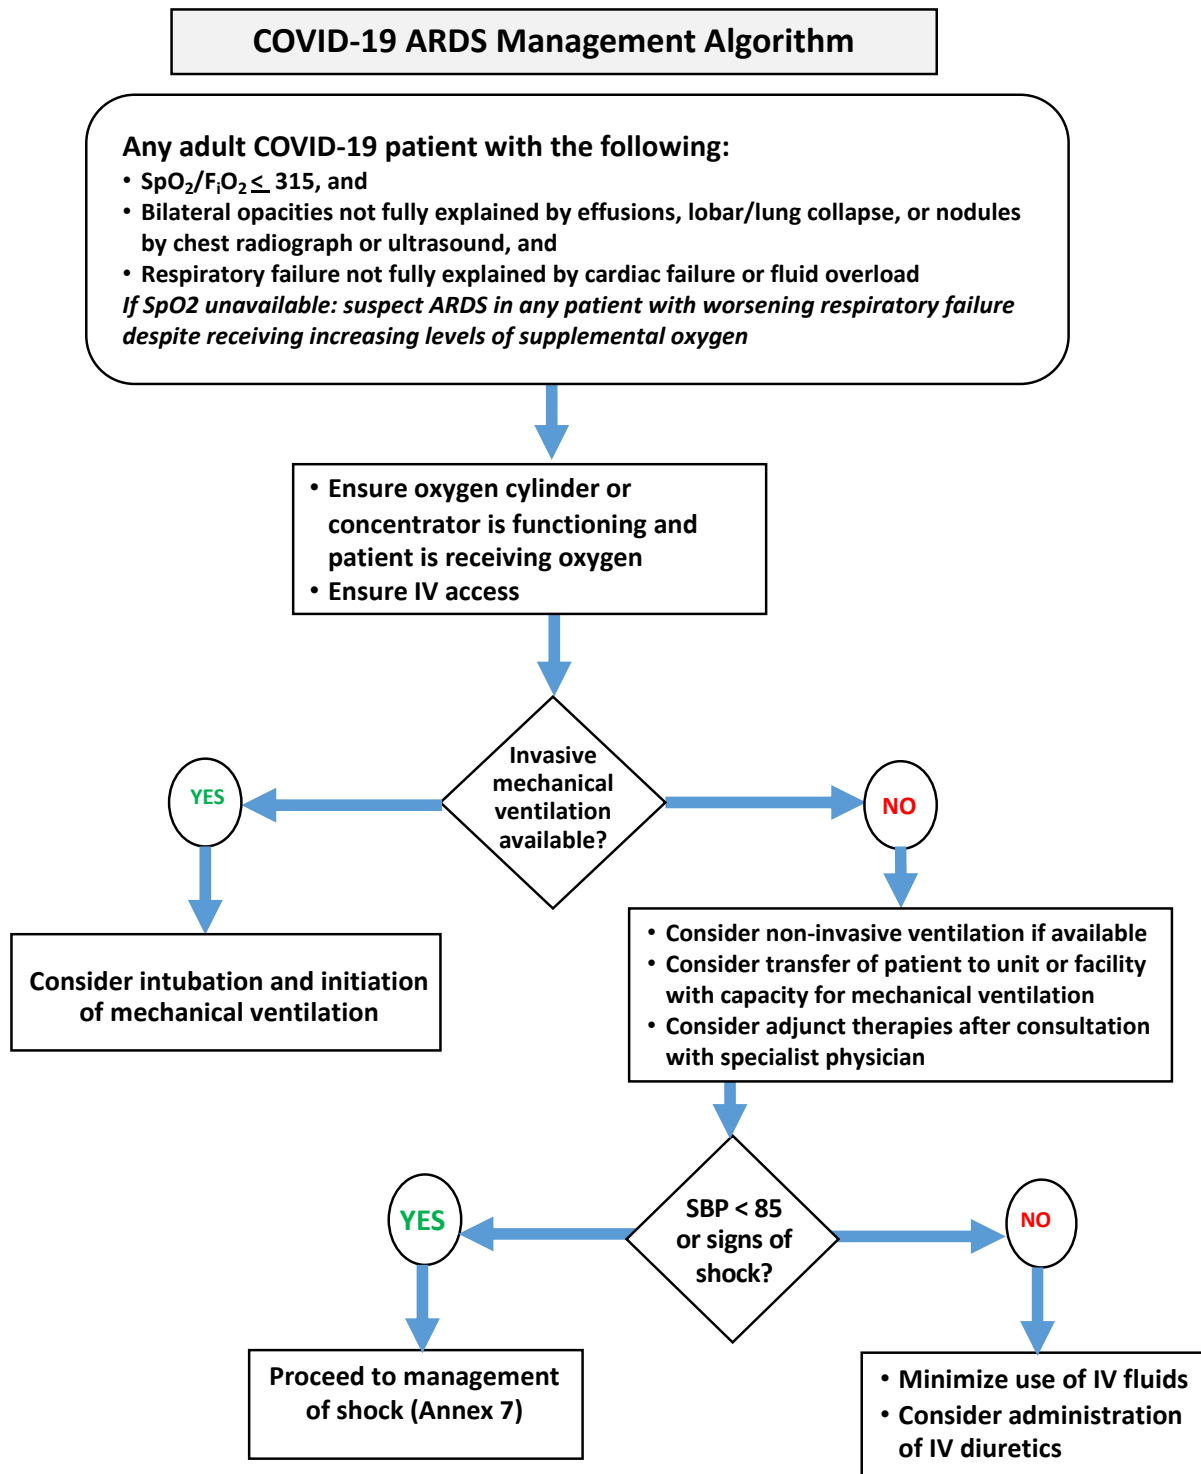 COVID-19 ARDS Management Algorithm
Any adult COVID-19 patient with the following:
• SpO₂/FᵢO₂ ≤ 315, and
• Bilateral opacities not fully explained by effusions, lobar/lung collapse, or nodules
by chest radiograph or ultrasound, and
• Respiratory failure not fully explained by cardiac failure or fluid overload
If SpO2 unavailable: suspect ARDS in any patient with worsening respiratory failure
despite receiving increasing levels of supplemental oxygen
• Ensure oxygen cylinder or
concentrator is functioning and
patient is receiving oxygen
• Ensure IV access
Invasive
mechanical
ventilation
available?
YES
NO
Consider intubation and initiation
of mechanical ventilation
• Consider non-invasive ventilation if available
• Consider transfer of patient to unit or facility
with capacity for mechanical ventilation
• Consider adjunct therapies after consultation
with specialist physician
SBP < 85
or signs of
shock?
YES
NO
Proceed to management
of shock (Annex 7)
• Minimize use of IV fluids
• Consider administration
of IV diuretics